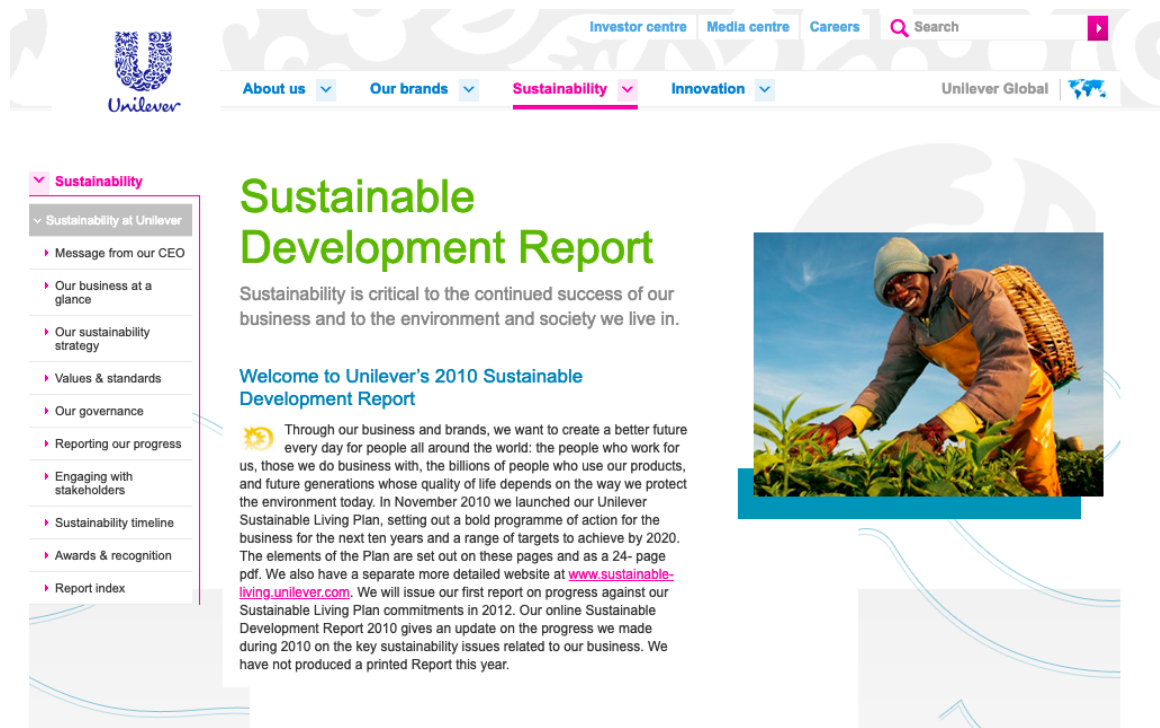 Investor centre
Media centre
Careers
Search
Unilever
About us
Our brands
Sustainability
Innovation
Unilever Global
Sustainability
Sustainability at Unilever
Message from our CEO
Our business at a
glance
Our sustainability
strategy
Values & standards
Our governance
Reporting our progress
Engaging with
stakeholders
Sustainability timeline
Awards & recognition
Report index
Sustainable
Development Report
Sustainability is critical to the continued success of our
business and to the environment and society we live in.
Welcome to Unilever's 2010 Sustainable
Development Report
Through our business and brands, we want to create a better future
every day for people all around the world: the people who work for
us, those we do business with, the billions of people who use our products,
and future generations whose quality of life depends on the way we protect
the environment today. In November 2010 we launched our Unilever
Sustainable Living Plan, setting out a bold programme of action for the
business for the next ten years and a range of targets to achieve by 2020.
The elements of the Plan are set out on these pages and as a 24- page
pdf. We also have a separate more detailed website at www.sustainable-
living.unilever.com. We will issue our first report on progress against our
Sustainable Living Plan commitments in 2012. Our online Sustainable
Development Report 2010 gives an update on the progress we made
during 2010 on the key sustainability issues related to our business. We
have not produced a printed Report this year.